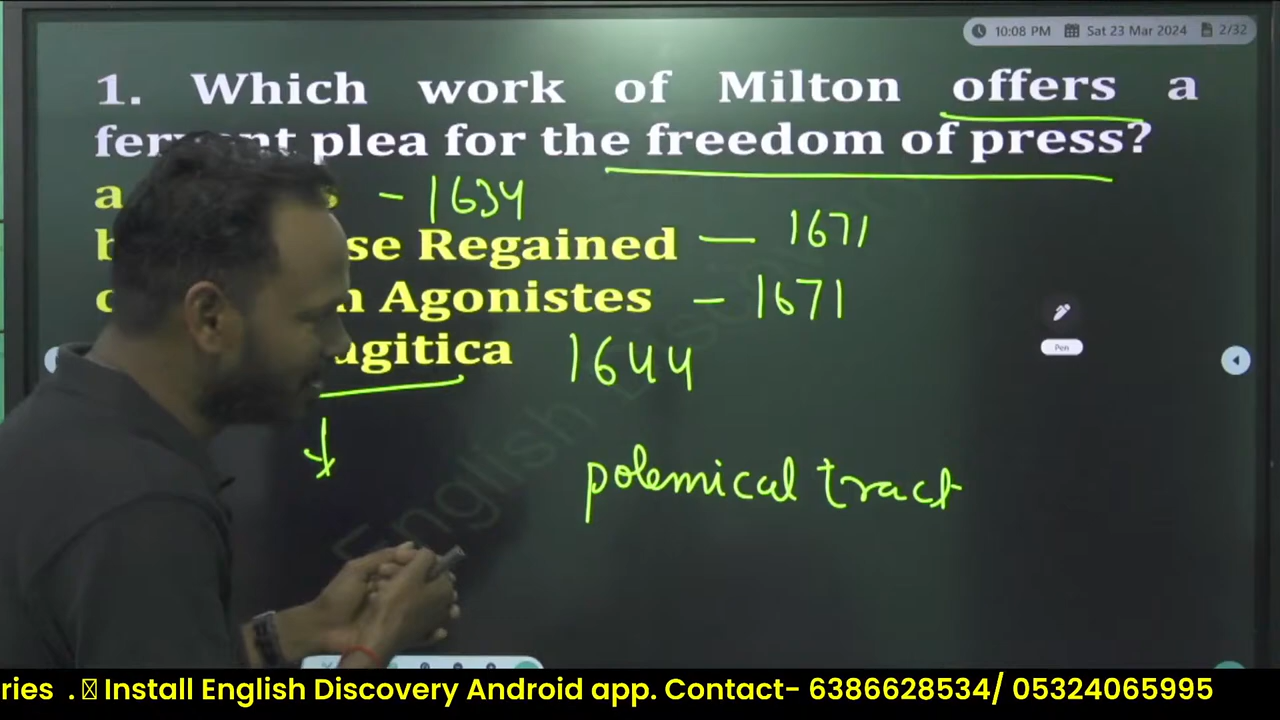 10:08 PM Sat 23 Mar 2024 2/32
1. Which work of Milton offers a
plea for the freedom of press?
a - 1634
Regained — 1671
Agonistes - 1671
1644
polemical tract
Pen
English Discovery
. Install English Discovery Android app. Contact- 6386628534/ 05324065995